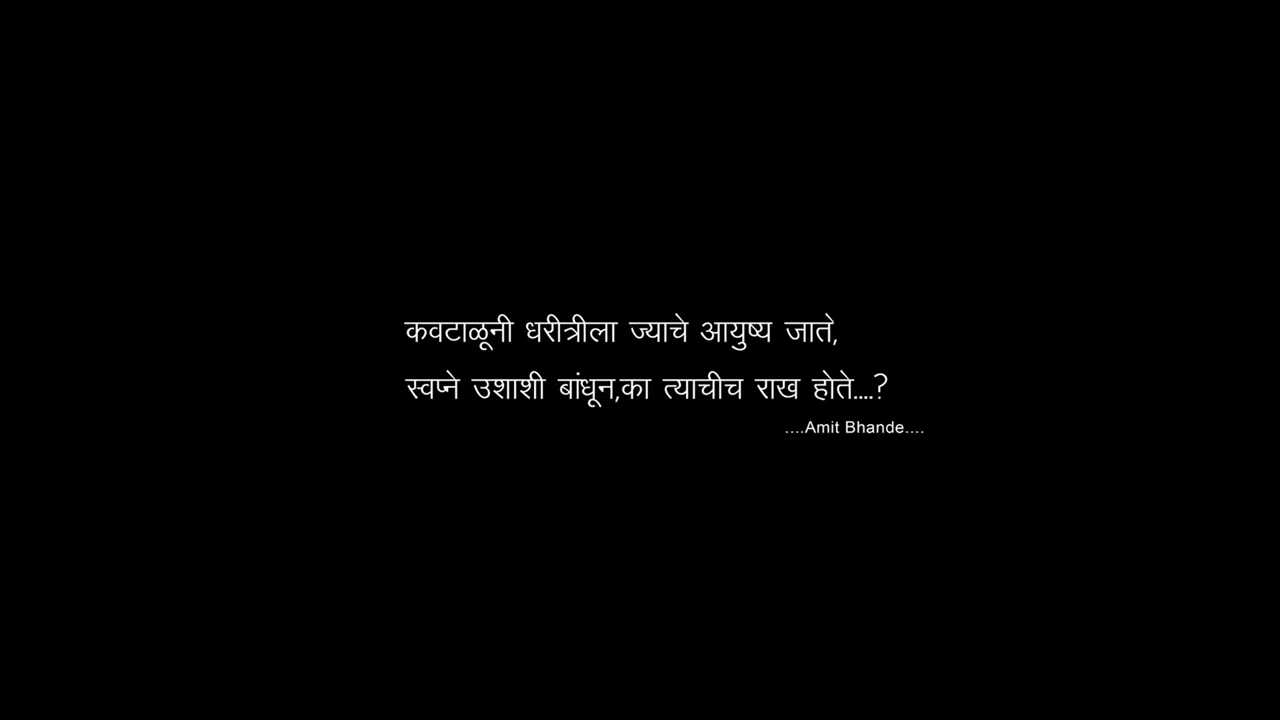 कवटाळूनी धरीत्रीला ज्याचे आयुष्य जाते,
स्वप्ने उशाशी बांधून,का त्याचीच राख होते....?
....Amit Bhande....